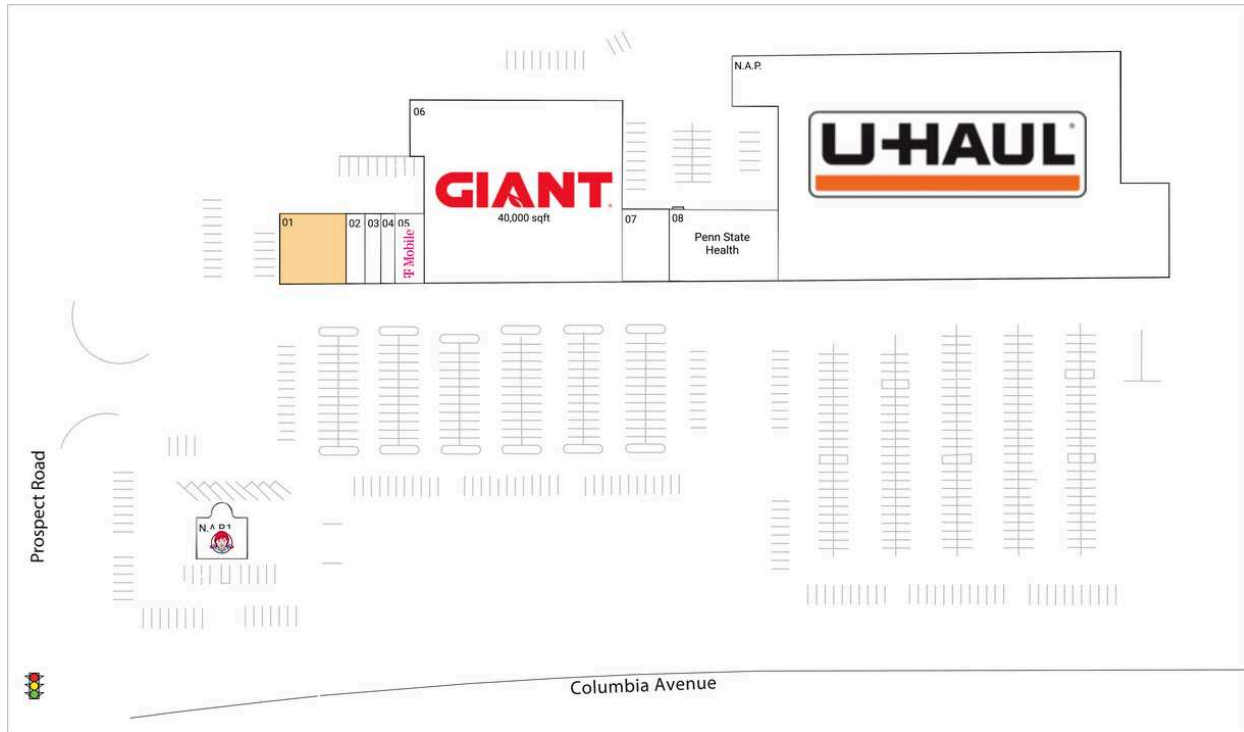 N.A.P.
U-HAUL
06
GIANT
40,000 sqft
01
02
03
04
05
T Mobile
07
08
Penn State
Health
Prospect Road
Columbia Avenue